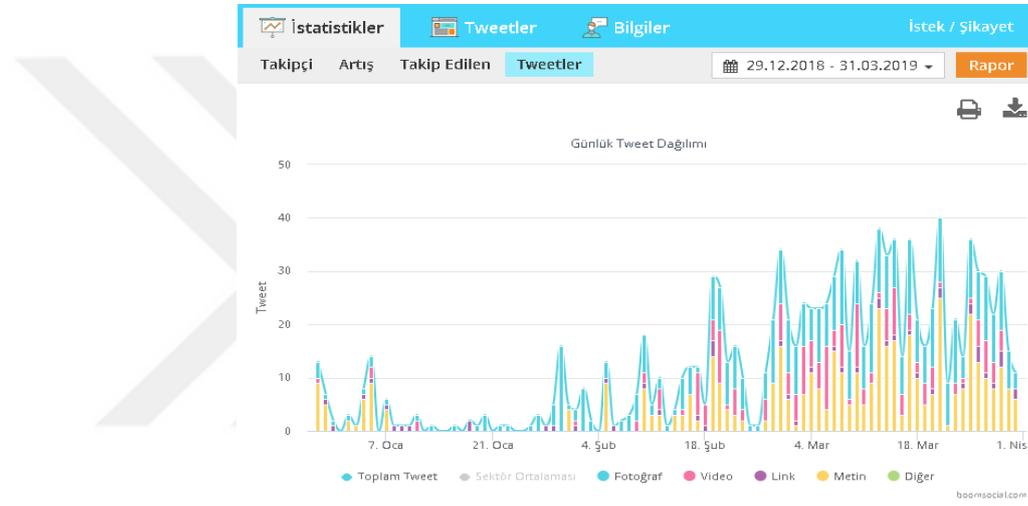 İstatistikler Tweetler Bilgiler İstek / Şikayet
Takipçi Artış Takip Edilen Tweetler 29.12.2018 - 31.03.2019 Rapor
Günlük Tweet Dağılımı
Tweet
50
40
30
20
10
0
7. Oca 21. Oca 4. Şub 18. Şub 4. Mar 18. Mar 1. Nis
Toplam Tweet Sektör Ortalaması Fotoğraf Video Link Metin Diğer
boomsocial.com